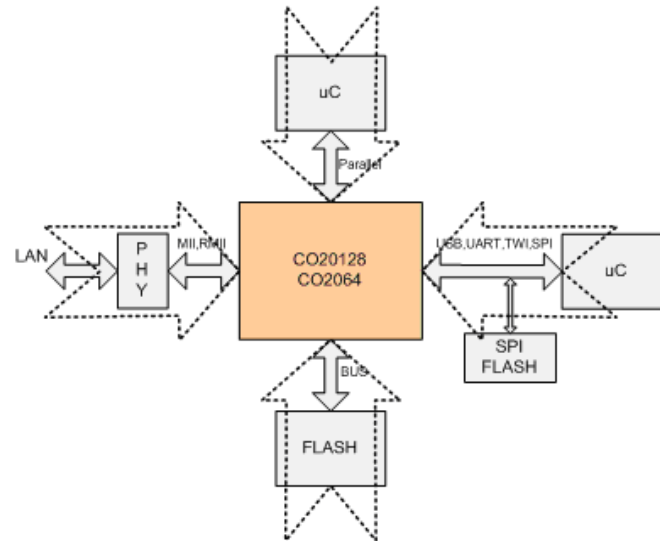 uC
Parallel
LAN
P
H
Y
MII,RMII
CO20128
CO2064
USB,UART,TWI,SPI
uC
SPI
FLASH
BUS
FLASH